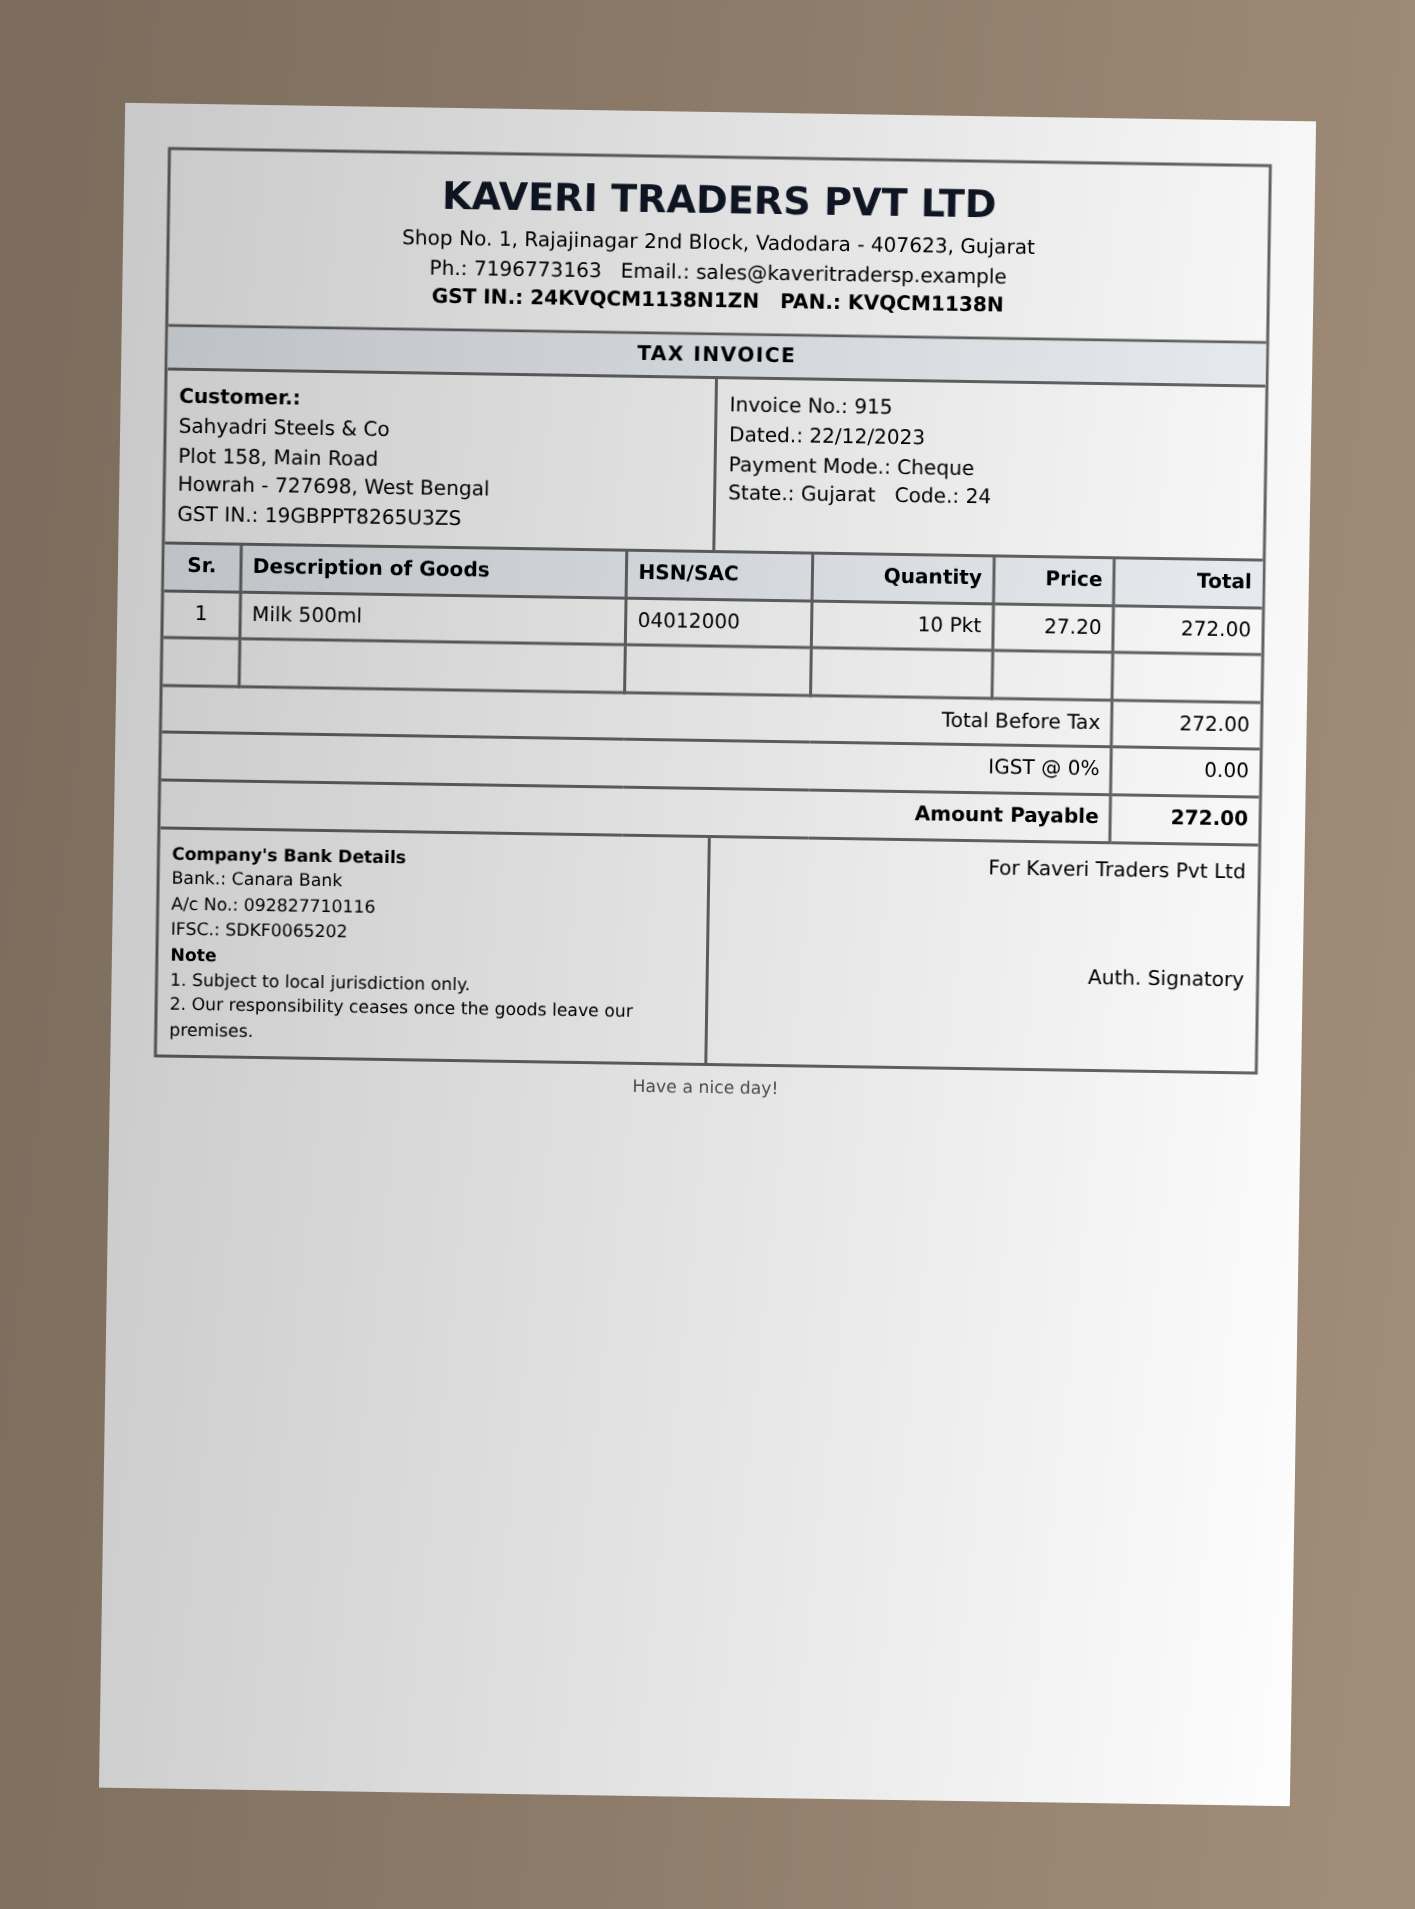 KAVERI TRADERS PVT LTD
Shop No. 1, Rajajinagar 2nd Block, Vadodara - 407623, Gujarat
Ph.: 7196773163 Email.: sales@kaveritradersp.example
GST IN.: 24KVQCM1138N1ZN PAN.: KVQCM1138N
TAX INVOICE
Customer.:
Sahyadri Steels & Co
Plot 158, Main Road
Howrah - 727698, West Bengal
GST IN.: 19GBPPT8265U3ZS
Invoice No.: 915
Dated.: 22/12/2023
Payment Mode.: Cheque
State.: Gujarat Code.: 24
Sr. Description of Goods HSN/SAC Quantity Price Total
1 Milk 500ml 04012000 10 Pkt 27.20 272.00
Total Before Tax 272.00
IGST @ 0% 0.00
Amount Payable 272.00
Company's Bank Details
Bank.: Canara Bank
A/c No.: 092827710116
IFSC.: SDKF0065202
Note
1. Subject to local jurisdiction only.
2. Our responsibility ceases once the goods leave our
premises.
For Kaveri Traders Pvt Ltd
Auth. Signatory
Have a nice day!